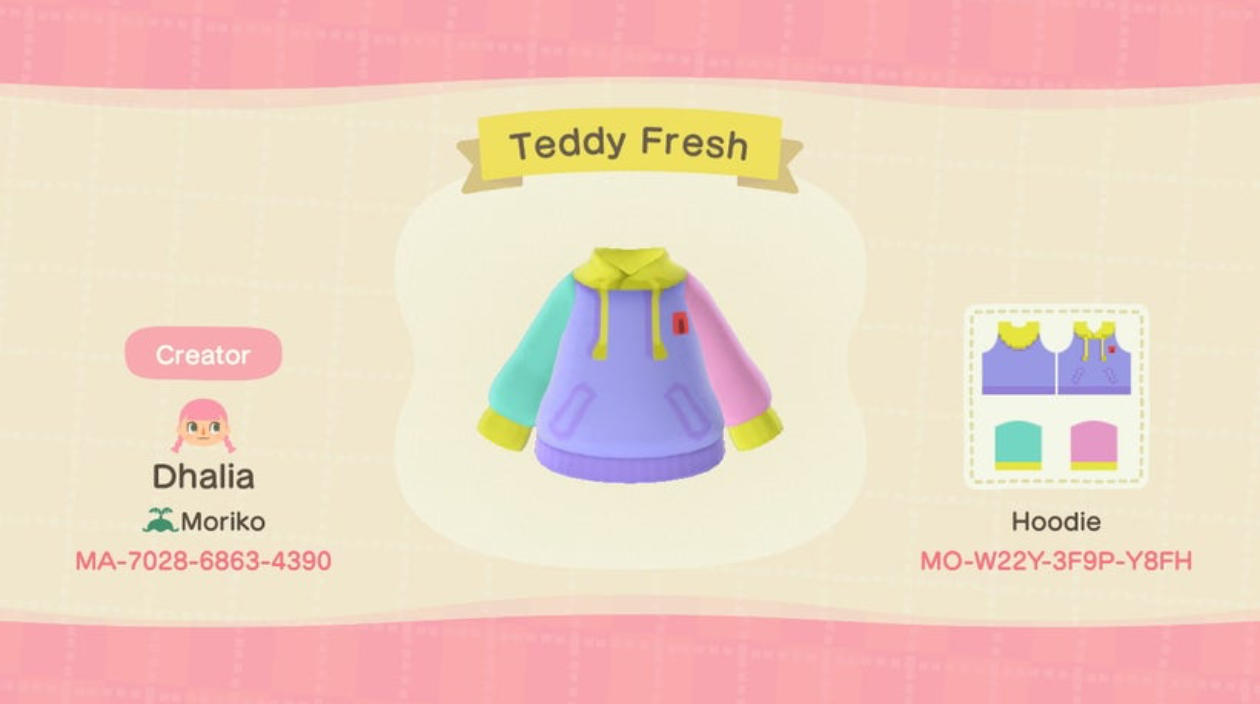 Teddy Fresh
Creator
Dhalia
Moriko
MA-7028-6863-4390
Hoodie
MO-W22Y-3F9P-Y8FH